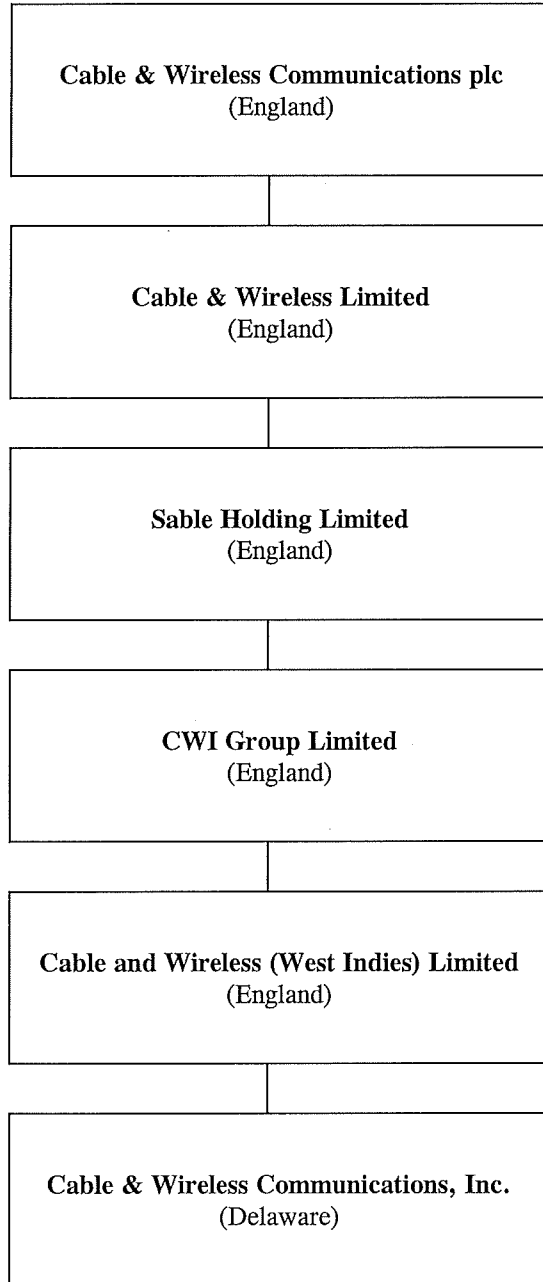 Cable & Wireless Communications plc
(England)
Cable & Wireless Limited
(England)
Sable Holding Limited
(England)
CWI Group Limited
(England)
Cable and Wireless (West Indies) Limited
(England)
Cable & Wireless Communications, Inc.
(Delaware)